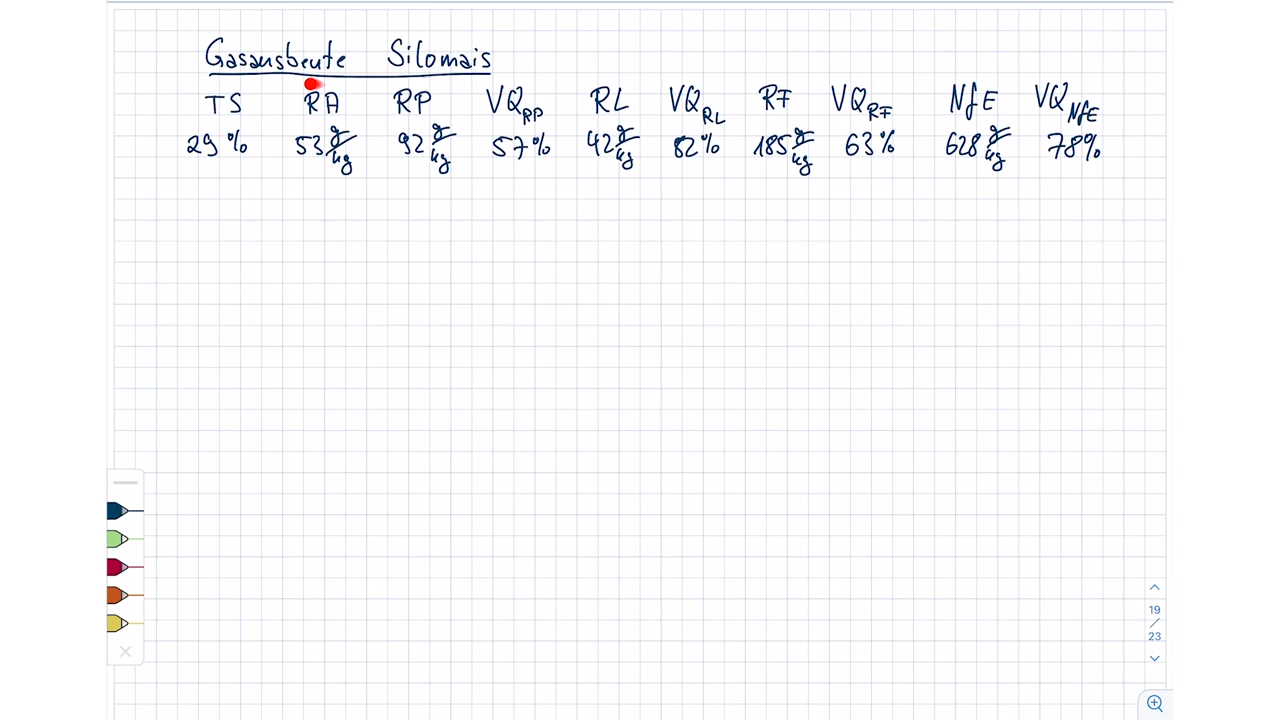 Gasausbeute Silomais
TS RA RP VQ_RP RL VQ_RL RF VQ_RF NfE VQ_NfE
29 % 53 g/kg 92 g/kg 57 % 42 g/kg 82 % 185 g/kg 63 % 628 g/kg 78 %
19
/
23